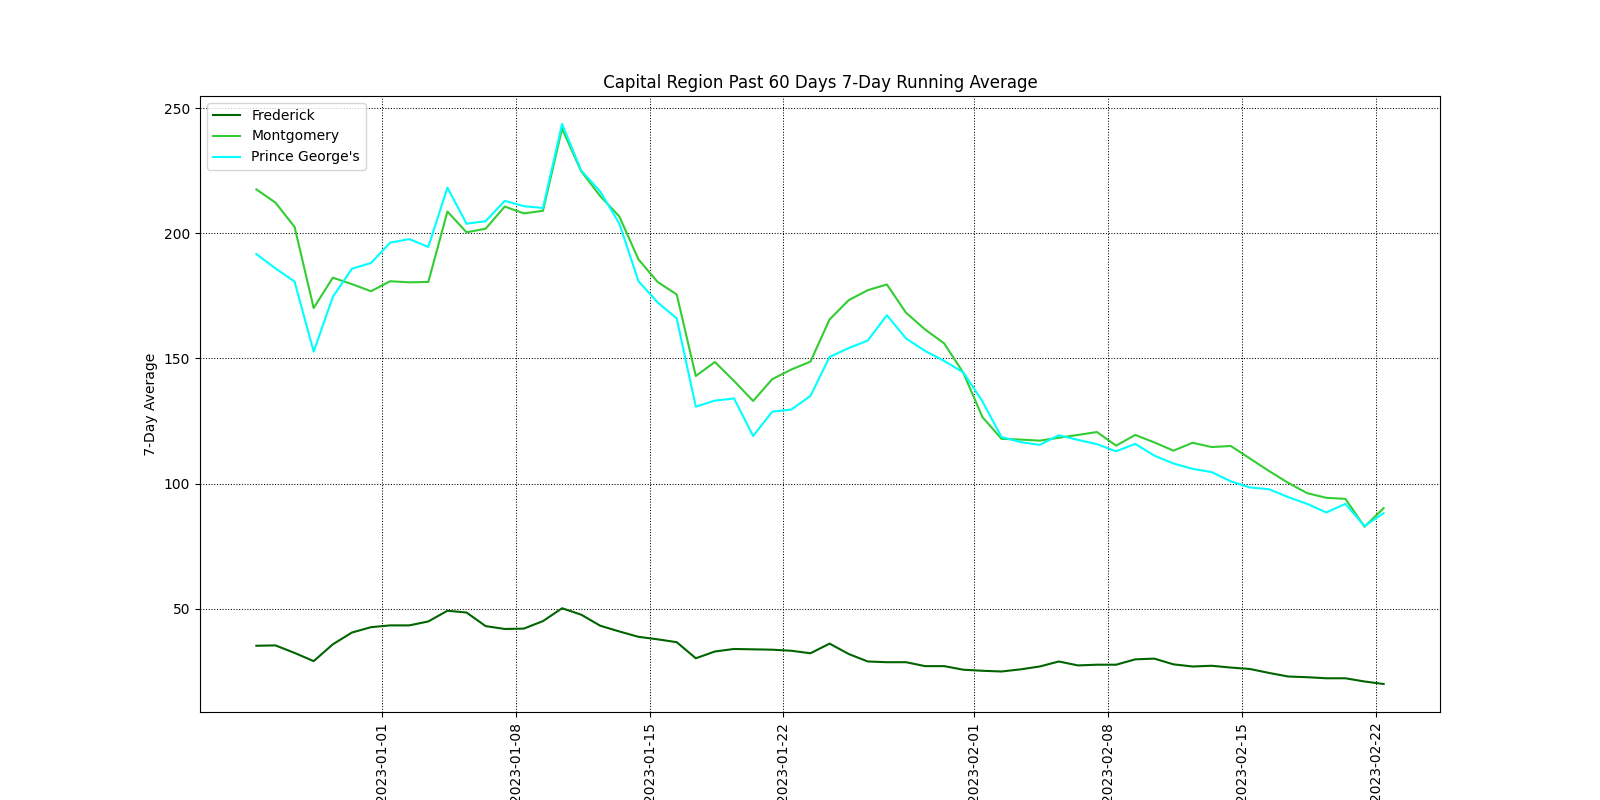 Capital Region Past 60 Days 7-Day Running Average
Frederick
Montgomery
Prince George's
7-Day Average
250
200
150
100
50
2023-01-01
2023-01-08
2023-01-15
2023-01-22
2023-02-01
2023-02-08
2023-02-15
2023-02-22